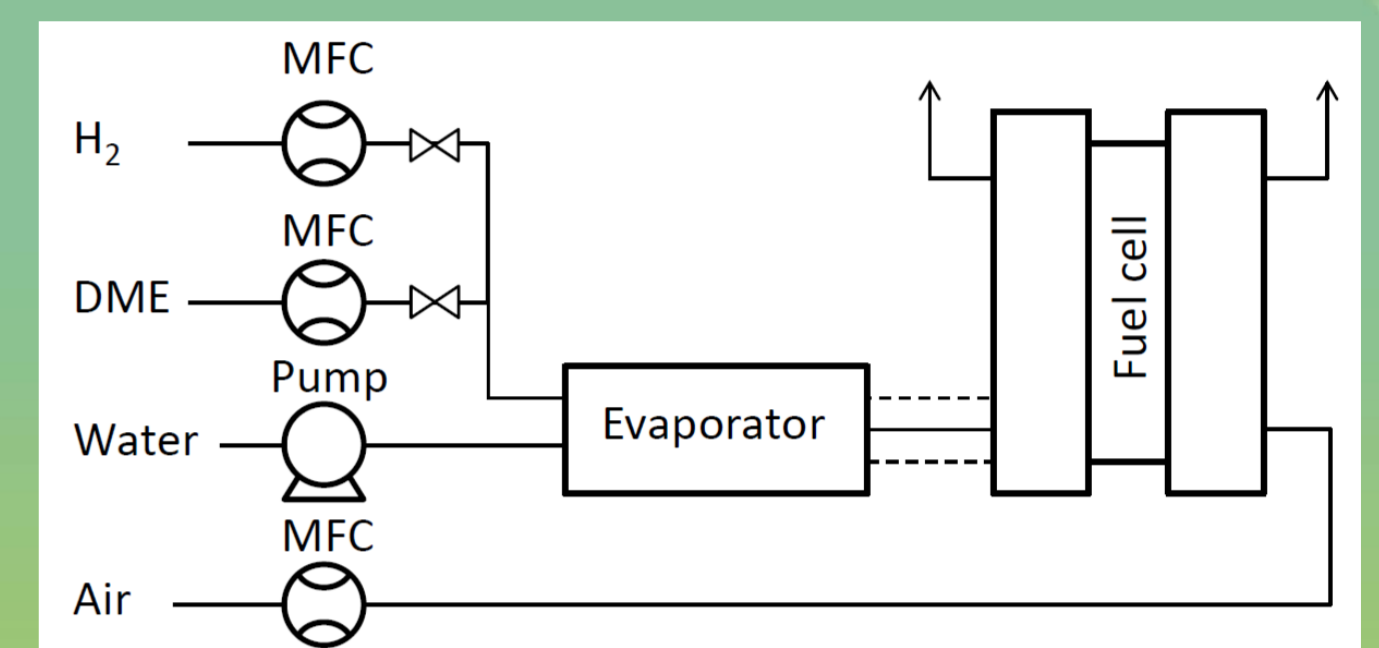 MFC
H₂
MFC
DME
Pump
Water
Evaporator
Fuel cell
MFC
Air